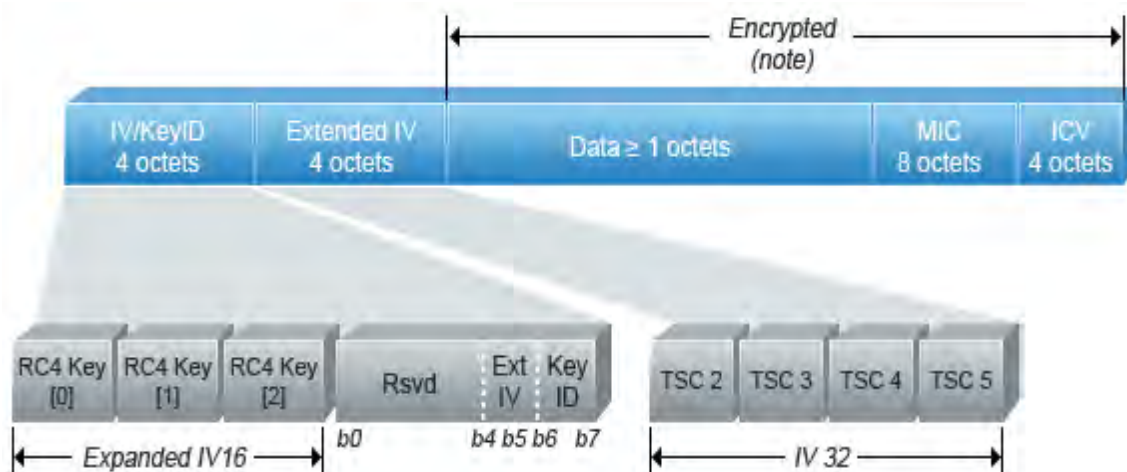 Encrypted
(note)
IV/KeyID
4 octets
Extended IV
4 octets
Data ≥ 1 octets
MIC
8 octets
ICV
4 octets
RC4 Key
[0]
RC4 Key
[1]
RC4 Key
[2]
Rsvd
Ext
IV
Key
ID
TSC 2
TSC 3
TSC 4
TSC 5
b0
b4 b5 b6
b7
Expanded IV16
IV 32